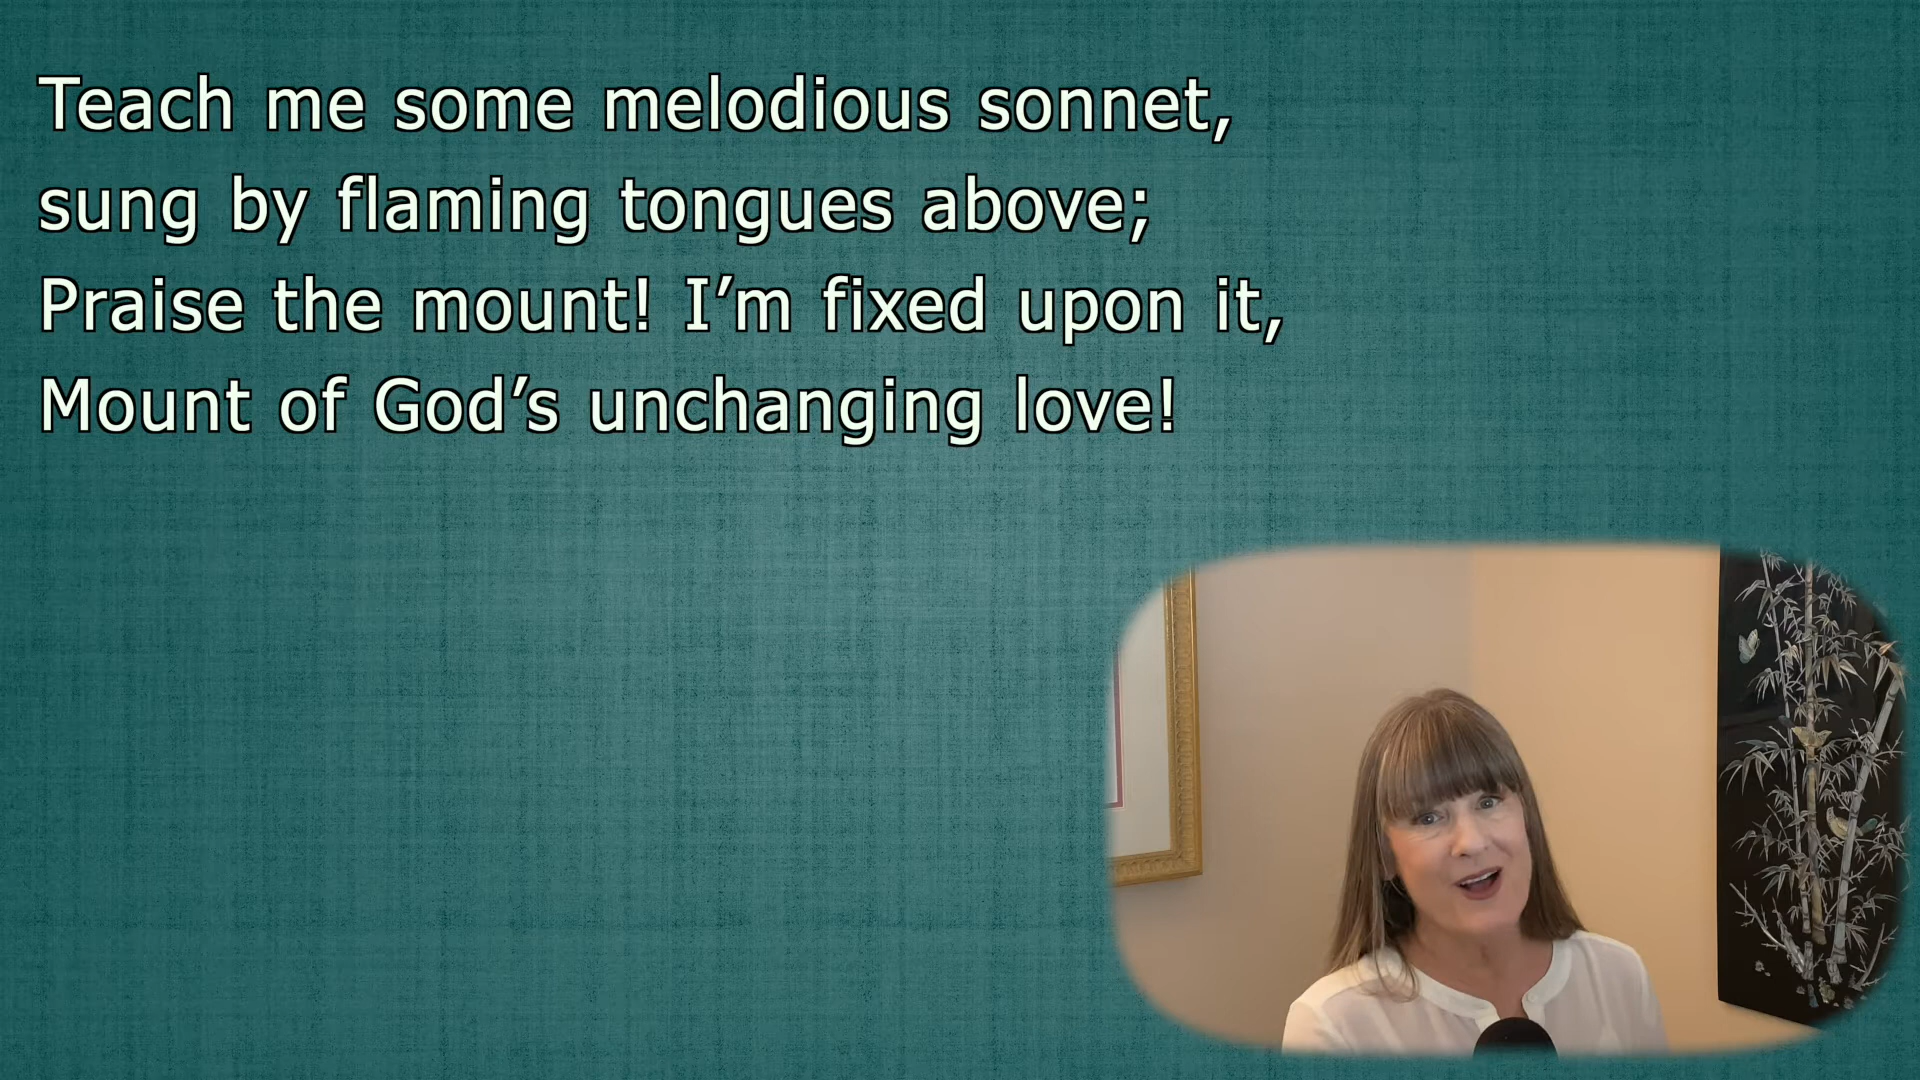 Teach me some melodious sonnet,
sung by flaming tongues above;
Praise the mount! I’m fixed upon it,
Mount of God’s unchanging love!